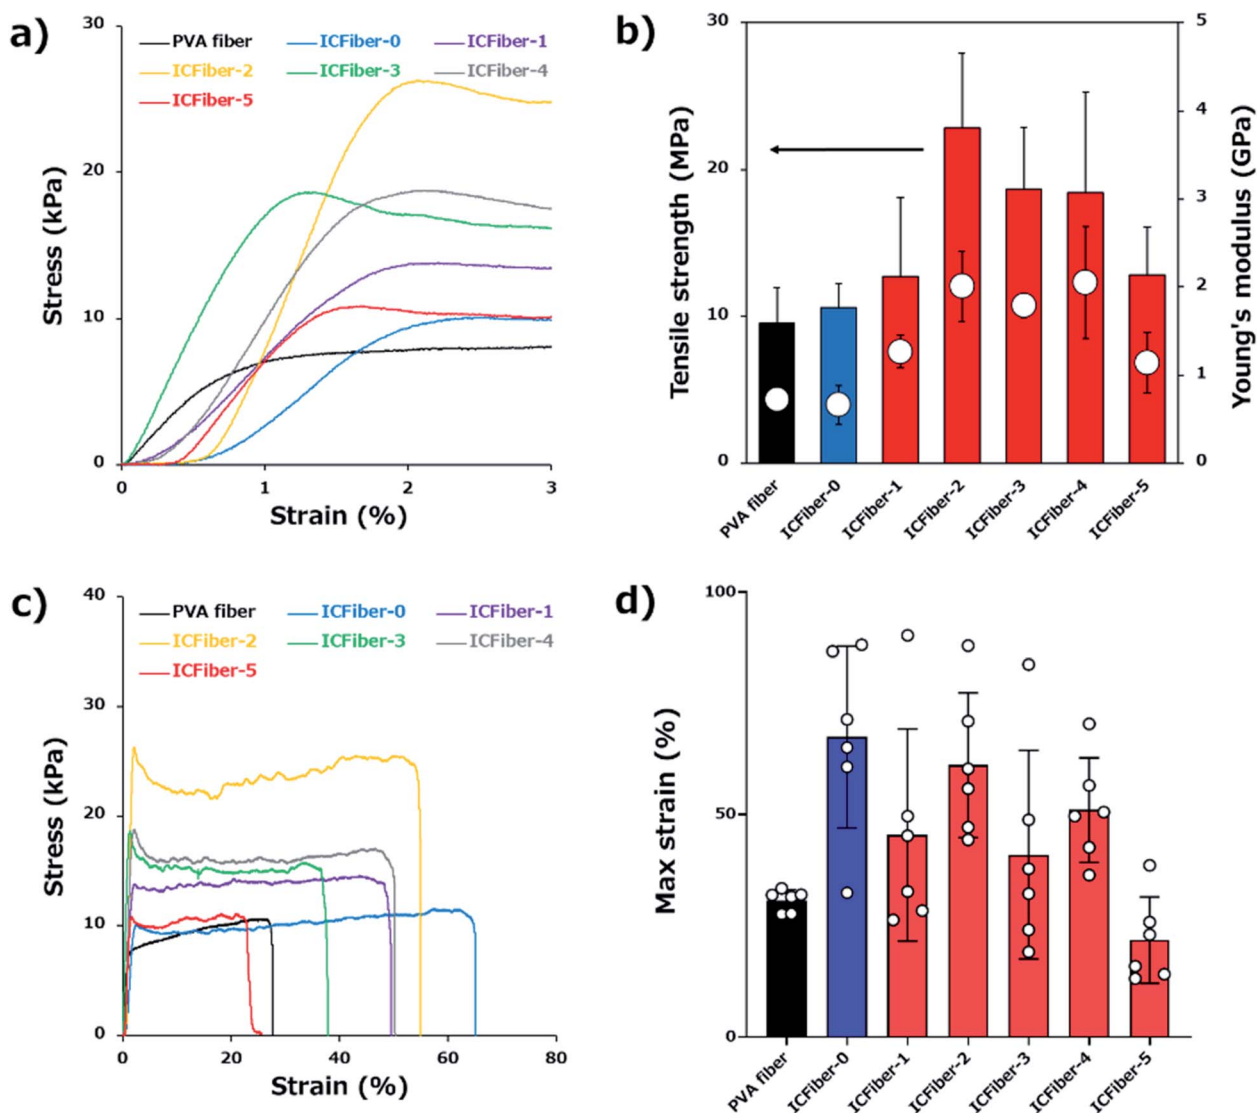 a)
30
20
10
0
Stress (kPa)
PVA fiber ICFiber-0 ICFiber-1
ICFiber-2 ICFiber-3 ICFiber-4
ICFiber-5
0 1 2 3
Strain (%)
b)
30
20
10
0
Tensile strength (MPa)
5
4
3
2
1
0
Young's modulus (GPa)
PVA fiber ICFiber-0 ICFiber-1 ICFiber-2 ICFiber-3 ICFiber-4 ICFiber-5
c)
40
30
20
10
0
Stress (kPa)
PVA fiber ICFiber-0 ICFiber-1
ICFiber-2 ICFiber-3 ICFiber-4
ICFiber-5
0 20 40 60 80
Strain (%)
d)
100
50
0
Max strain (%)
PVA fiber ICFiber-0 ICFiber-1 ICFiber-2 ICFiber-3 ICFiber-4 ICFiber-5